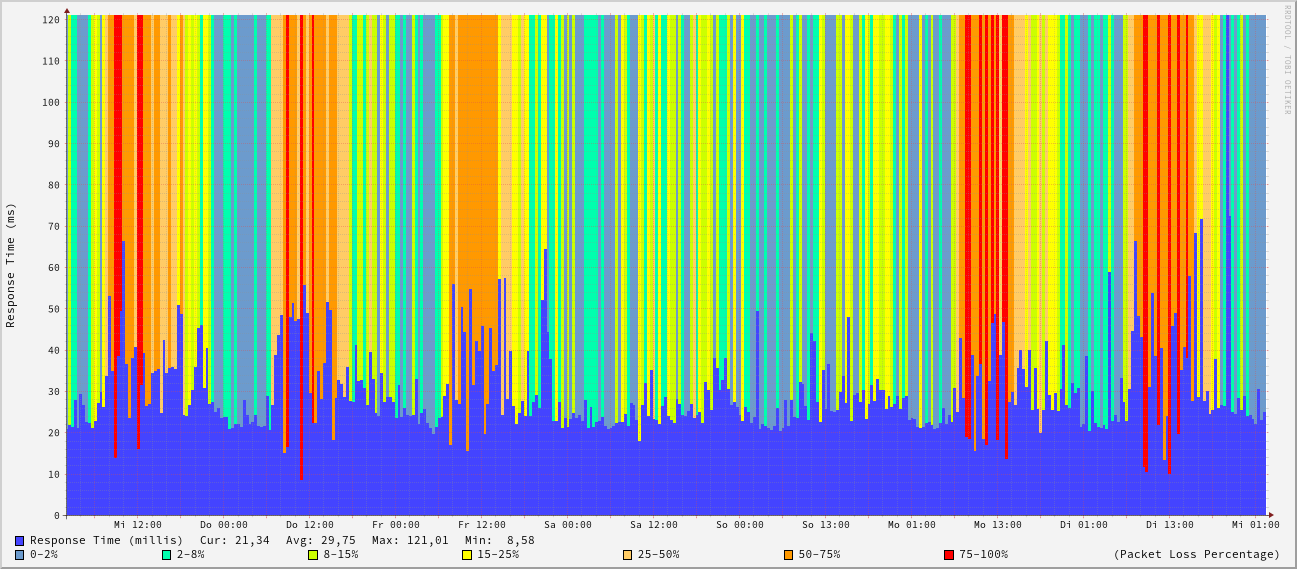 RRDTOOL / TOBI OETIKER
Response Time (ms)
120
110
100
90
80
70
60
50
40
30
20
10
0
Mi 12:00 Do 00:00 Do 12:00 Fr 00:00 Fr 12:00 Sa 00:00 Sa 12:00 So 00:00 So 13:00 Mo 01:00 Mo 13:00 Di 01:00 Di 13:00 Mi 01:00
Response Time (millis) Cur: 21,34 Avg: 29,75 Max: 121,01 Min: 8,58
0-2% 2-8% 8-15% 15-25% 25-50% 50-75% 75-100% (Packet Loss Percentage)